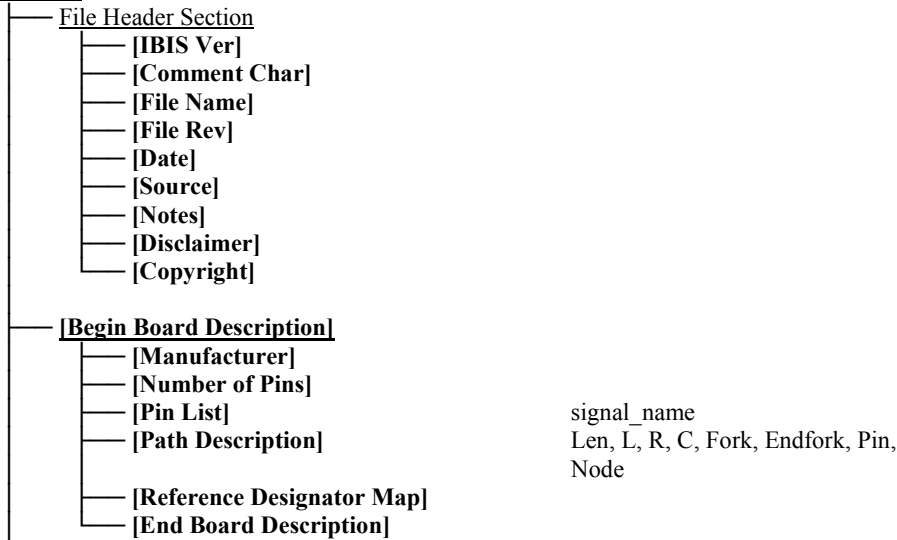 File Header Section
[IBIS Ver]
[Comment Char]
[File Name]
[File Rev]
[Date]
[Source]
[Notes]
[Disclaimer]
[Copyright]
[Begin Board Description]
[Manufacturer]
[Number of Pins]
[Pin List] signal_name
[Path Description] Len, L, R, C, Fork, Endfork, Pin,
Node
[Reference Designator Map]
[End Board Description]